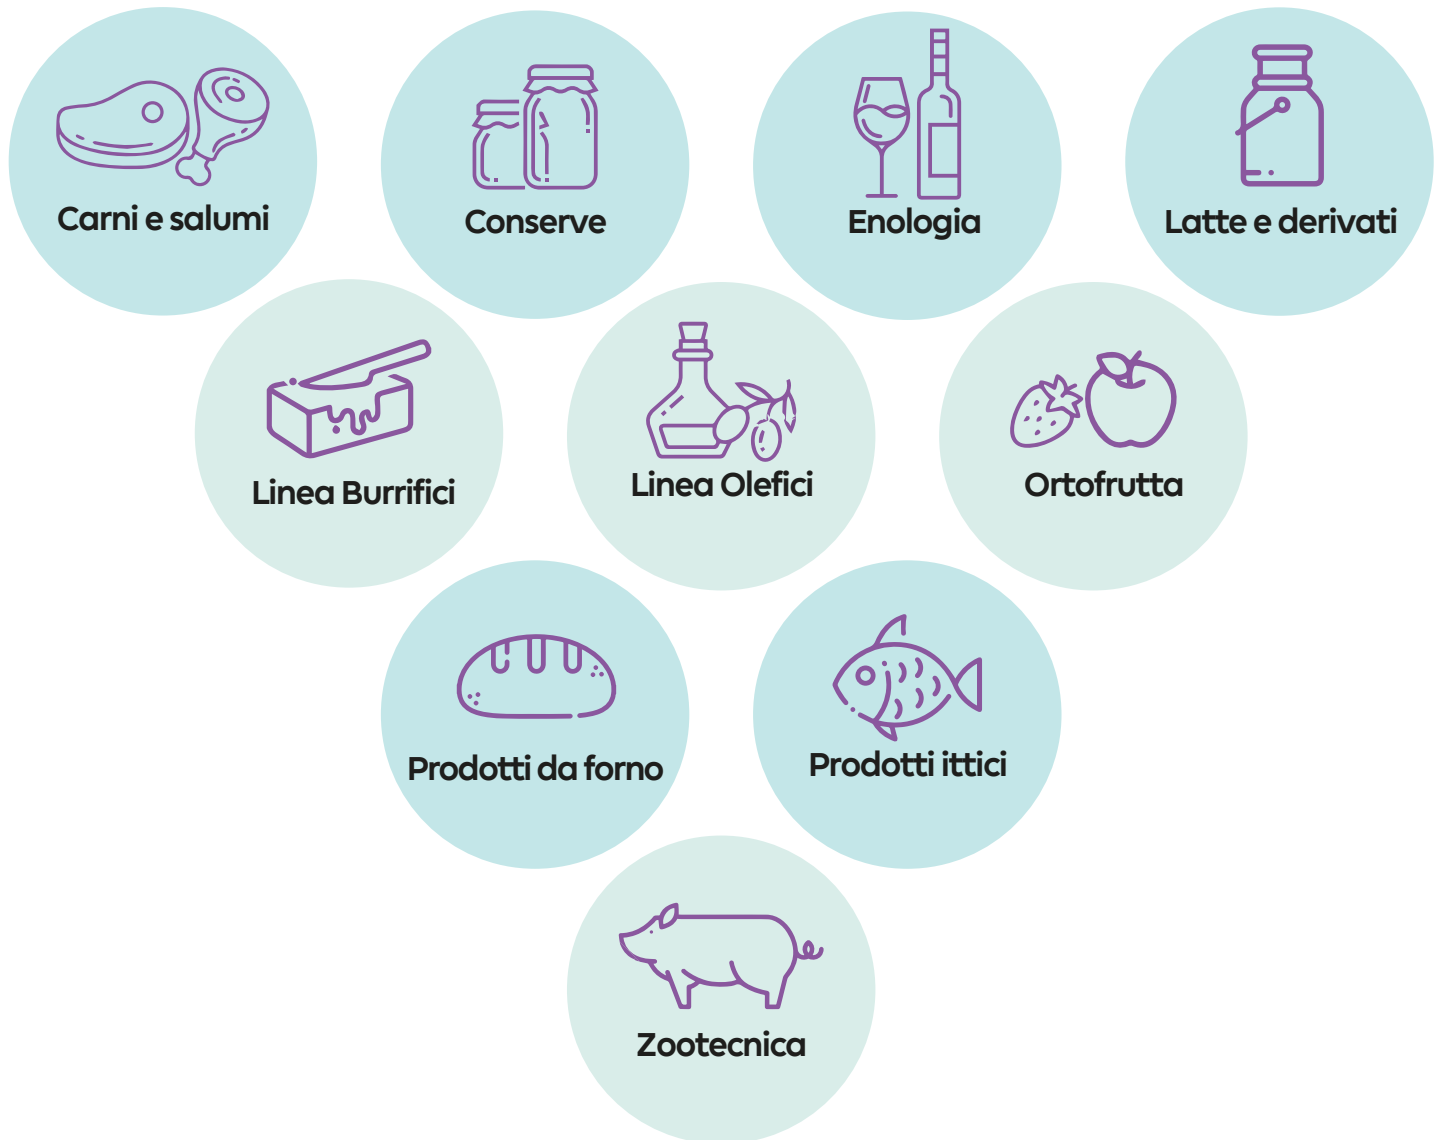 Carni e salumi
Conserve
Enologia
Latte e derivati
Linea Burrifici
Linea Olefici
Ortofrutta
Prodotti da forno
Prodotti ittici
Zootecnica